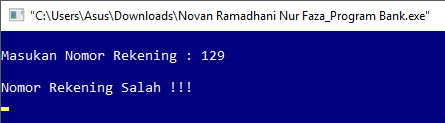 "C:\Users\Asus\Downloads\Novan Ramadhani Nur Faza_Program Bank.exe"
Masukan Nomor Rekening : 129
Nomor Rekening Salah !!!